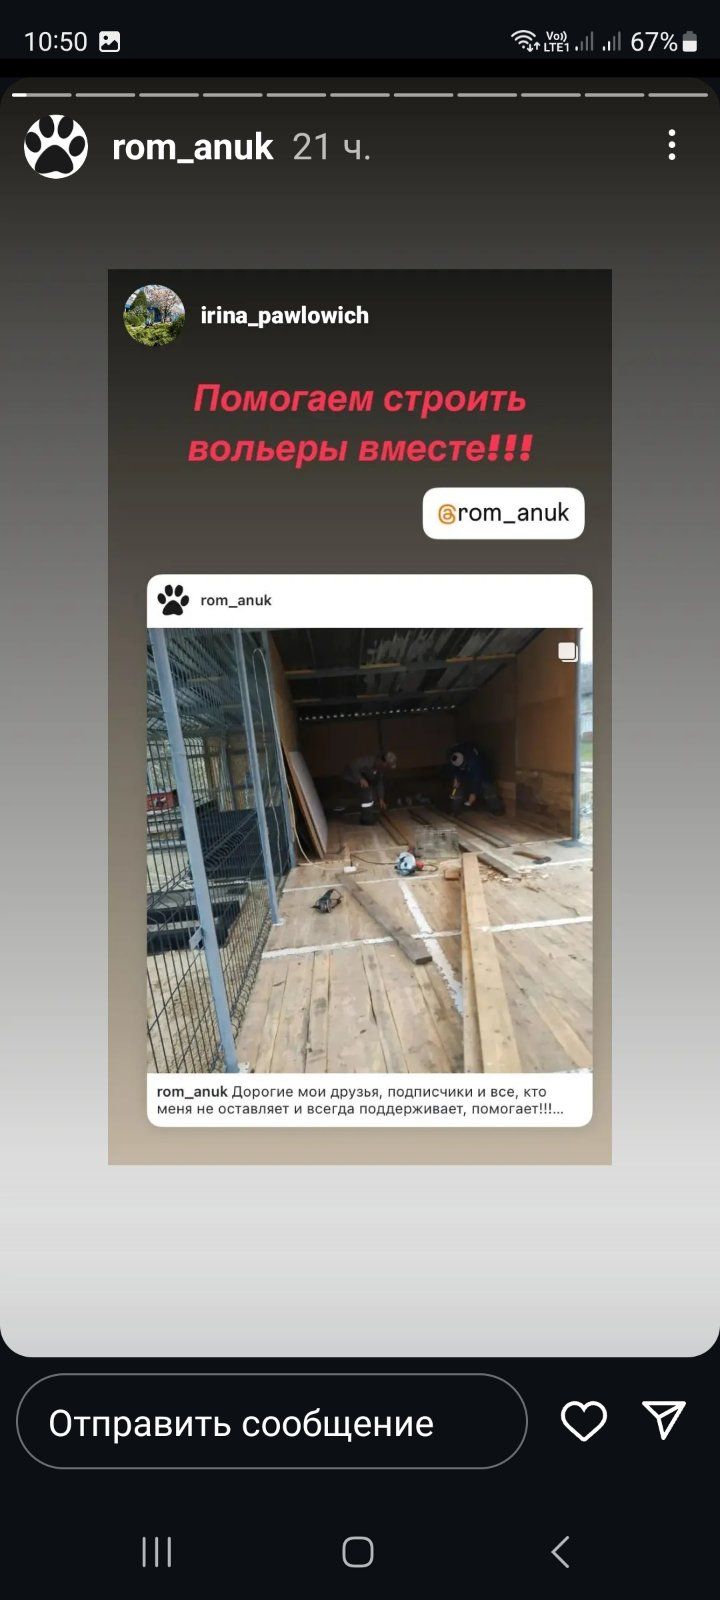 10:50
Vo)) LTE1 67%
rom_anuk 21 ч.
irina_pawlowich
Помогаем строить
вольеры вместе!!!
@rom_anuk
rom_anuk
rom_anuk Дорогие мои друзья, подписчики и все, кто
меня не оставляет и всегда поддерживает, помогает!!!...
Отправить сообщение